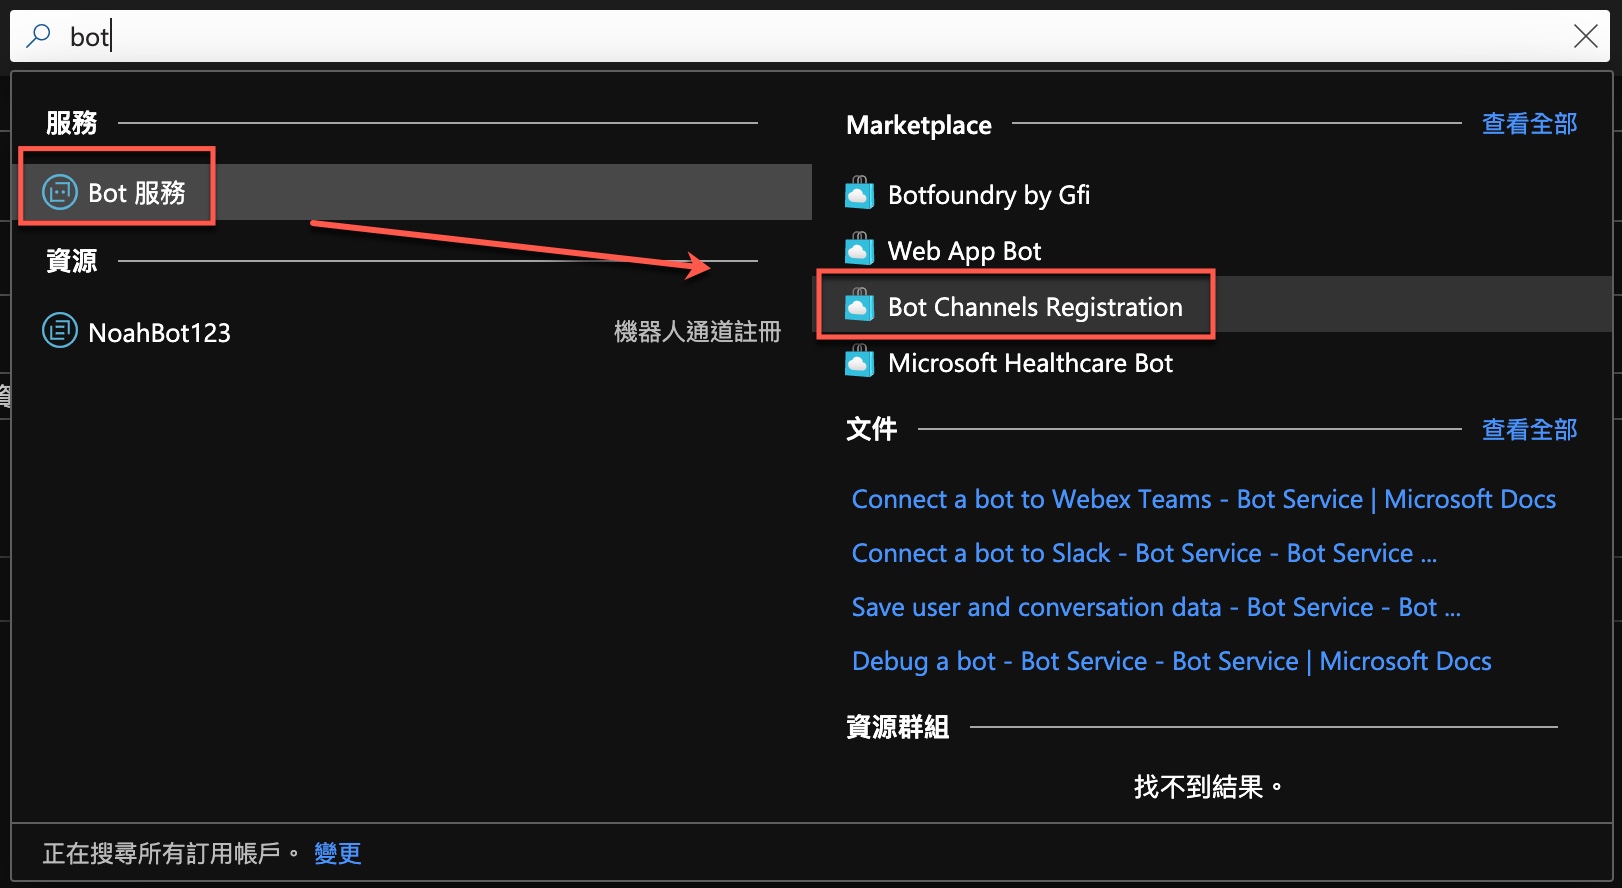 bot
服務
Bot 服務
資源
NoahBot123
機器人通道註冊
Marketplace
查看全部
Botfoundry by Gfi
Web App Bot
Bot Channels Registration
Microsoft Healthcare Bot
文件
查看全部
Connect a bot to Webex Teams - Bot Service | Microsoft Docs
Connect a bot to Slack - Bot Service - Bot Service ...
Save user and conversation data - Bot Service - Bot ...
Debug a bot - Bot Service - Bot Service | Microsoft Docs
資源群組
找不到結果。
正在搜尋所有訂用帳戶。 變更